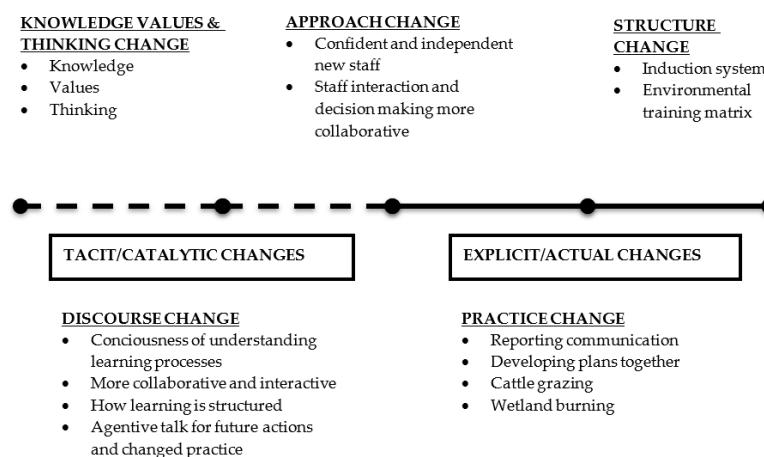 KNOWLEDGE VALUES &
THINKING CHANGE
• Knowledge
• Values
• Thinking
APPROACH CHANGE
• Confident and independent
new staff
• Staff interaction and
decision making more
collaborative
STRUCTURE
CHANGE
• Induction system
• Environmental
training matrix
TACIT/CATALYTIC CHANGES
EXPLICIT/ACTUAL CHANGES
DISCOURSE CHANGE
• Conciousness of understanding
learning processes
• More collaborative and interactive
• How learning is structured
• Agentive talk for future actions
and changed practice
PRACTICE CHANGE
• Reporting communication
• Developing plans together
• Cattle grazing
• Wetland burning